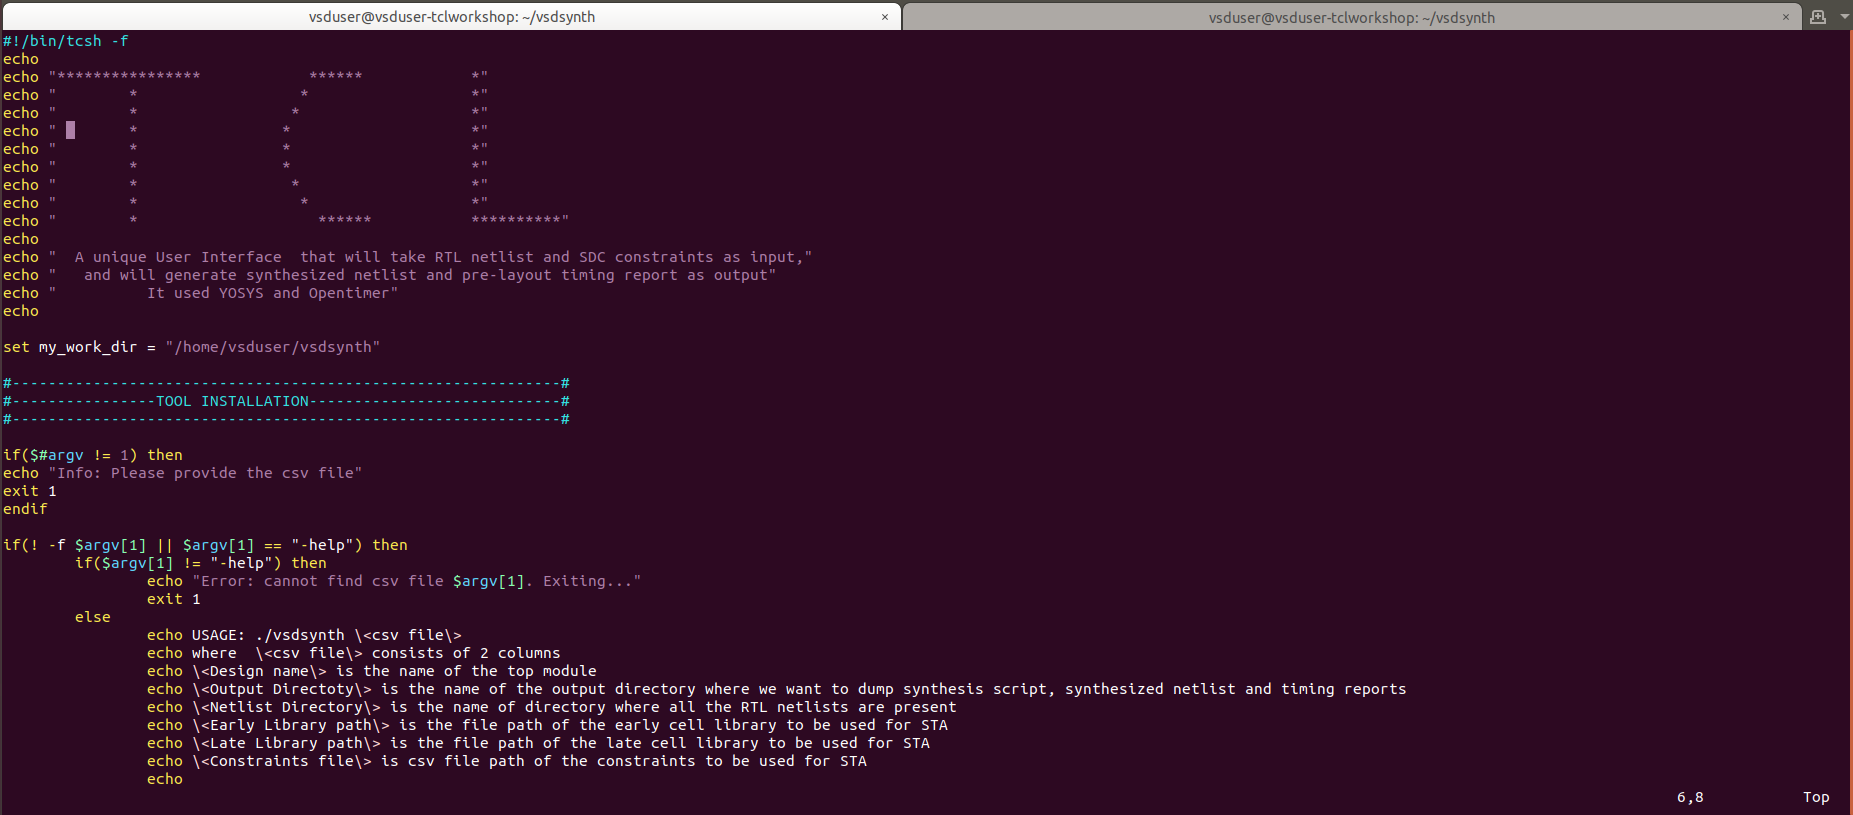 vsduser@vsduser-tclworkshop: ~/vsdsynth × vsduser@vsduser-tclworkshop: ~/vsdsynth ×
#!/bin/tcsh -f
echo
echo "****************            ******            *"
echo "        *                  *                  *"
echo "        *                 *                   *"
echo "        *                *                    *"
echo "        *                *                    *"
echo "        *                *                    *"
echo "        *                 *                   *"
echo "        *                  *                  *"
echo "        *                    ******           **********"
echo
echo "  A unique User Interface  that will take RTL netlist and SDC constraints as input,"
echo "   and will generate synthesized netlist and pre-layout timing report as output"
echo "          It used YOSYS and Opentimer"
echo

set my_work_dir = "/home/vsduser/vsdsynth"

#-------------------------------------------------------------#
#----------------TOOL INSTALLATION----------------------------#
#-------------------------------------------------------------#

if($#argv != 1) then
echo "Info: Please provide the csv file"
exit 1
endif

if(! -f $argv[1] || $argv[1] == "-help") then
        if($argv[1] != "-help") then
                echo "Error: cannot find csv file $argv[1]. Exiting..."
                exit 1
        else
                echo USAGE: ./vsdsynth \<csv file\>
                echo where  \<csv file\> consists of 2 columns
                echo \<Design name\> is the name of the top module
                echo \<Output Directoty\> is the name of the output directory where we want to dump synthesis script, synthesized netlist and timing reports
                echo \<Netlist Directory\> is the name of directory where all the RTL netlists are present
                echo \<Early Library path\> is the file path of the early cell library to be used for STA
                echo \<Late Library path\> is the file path of the late cell library to be used for STA
                echo \<Constraints file\> is csv file path of the constraints to be used for STA
                echo
6,8 Top